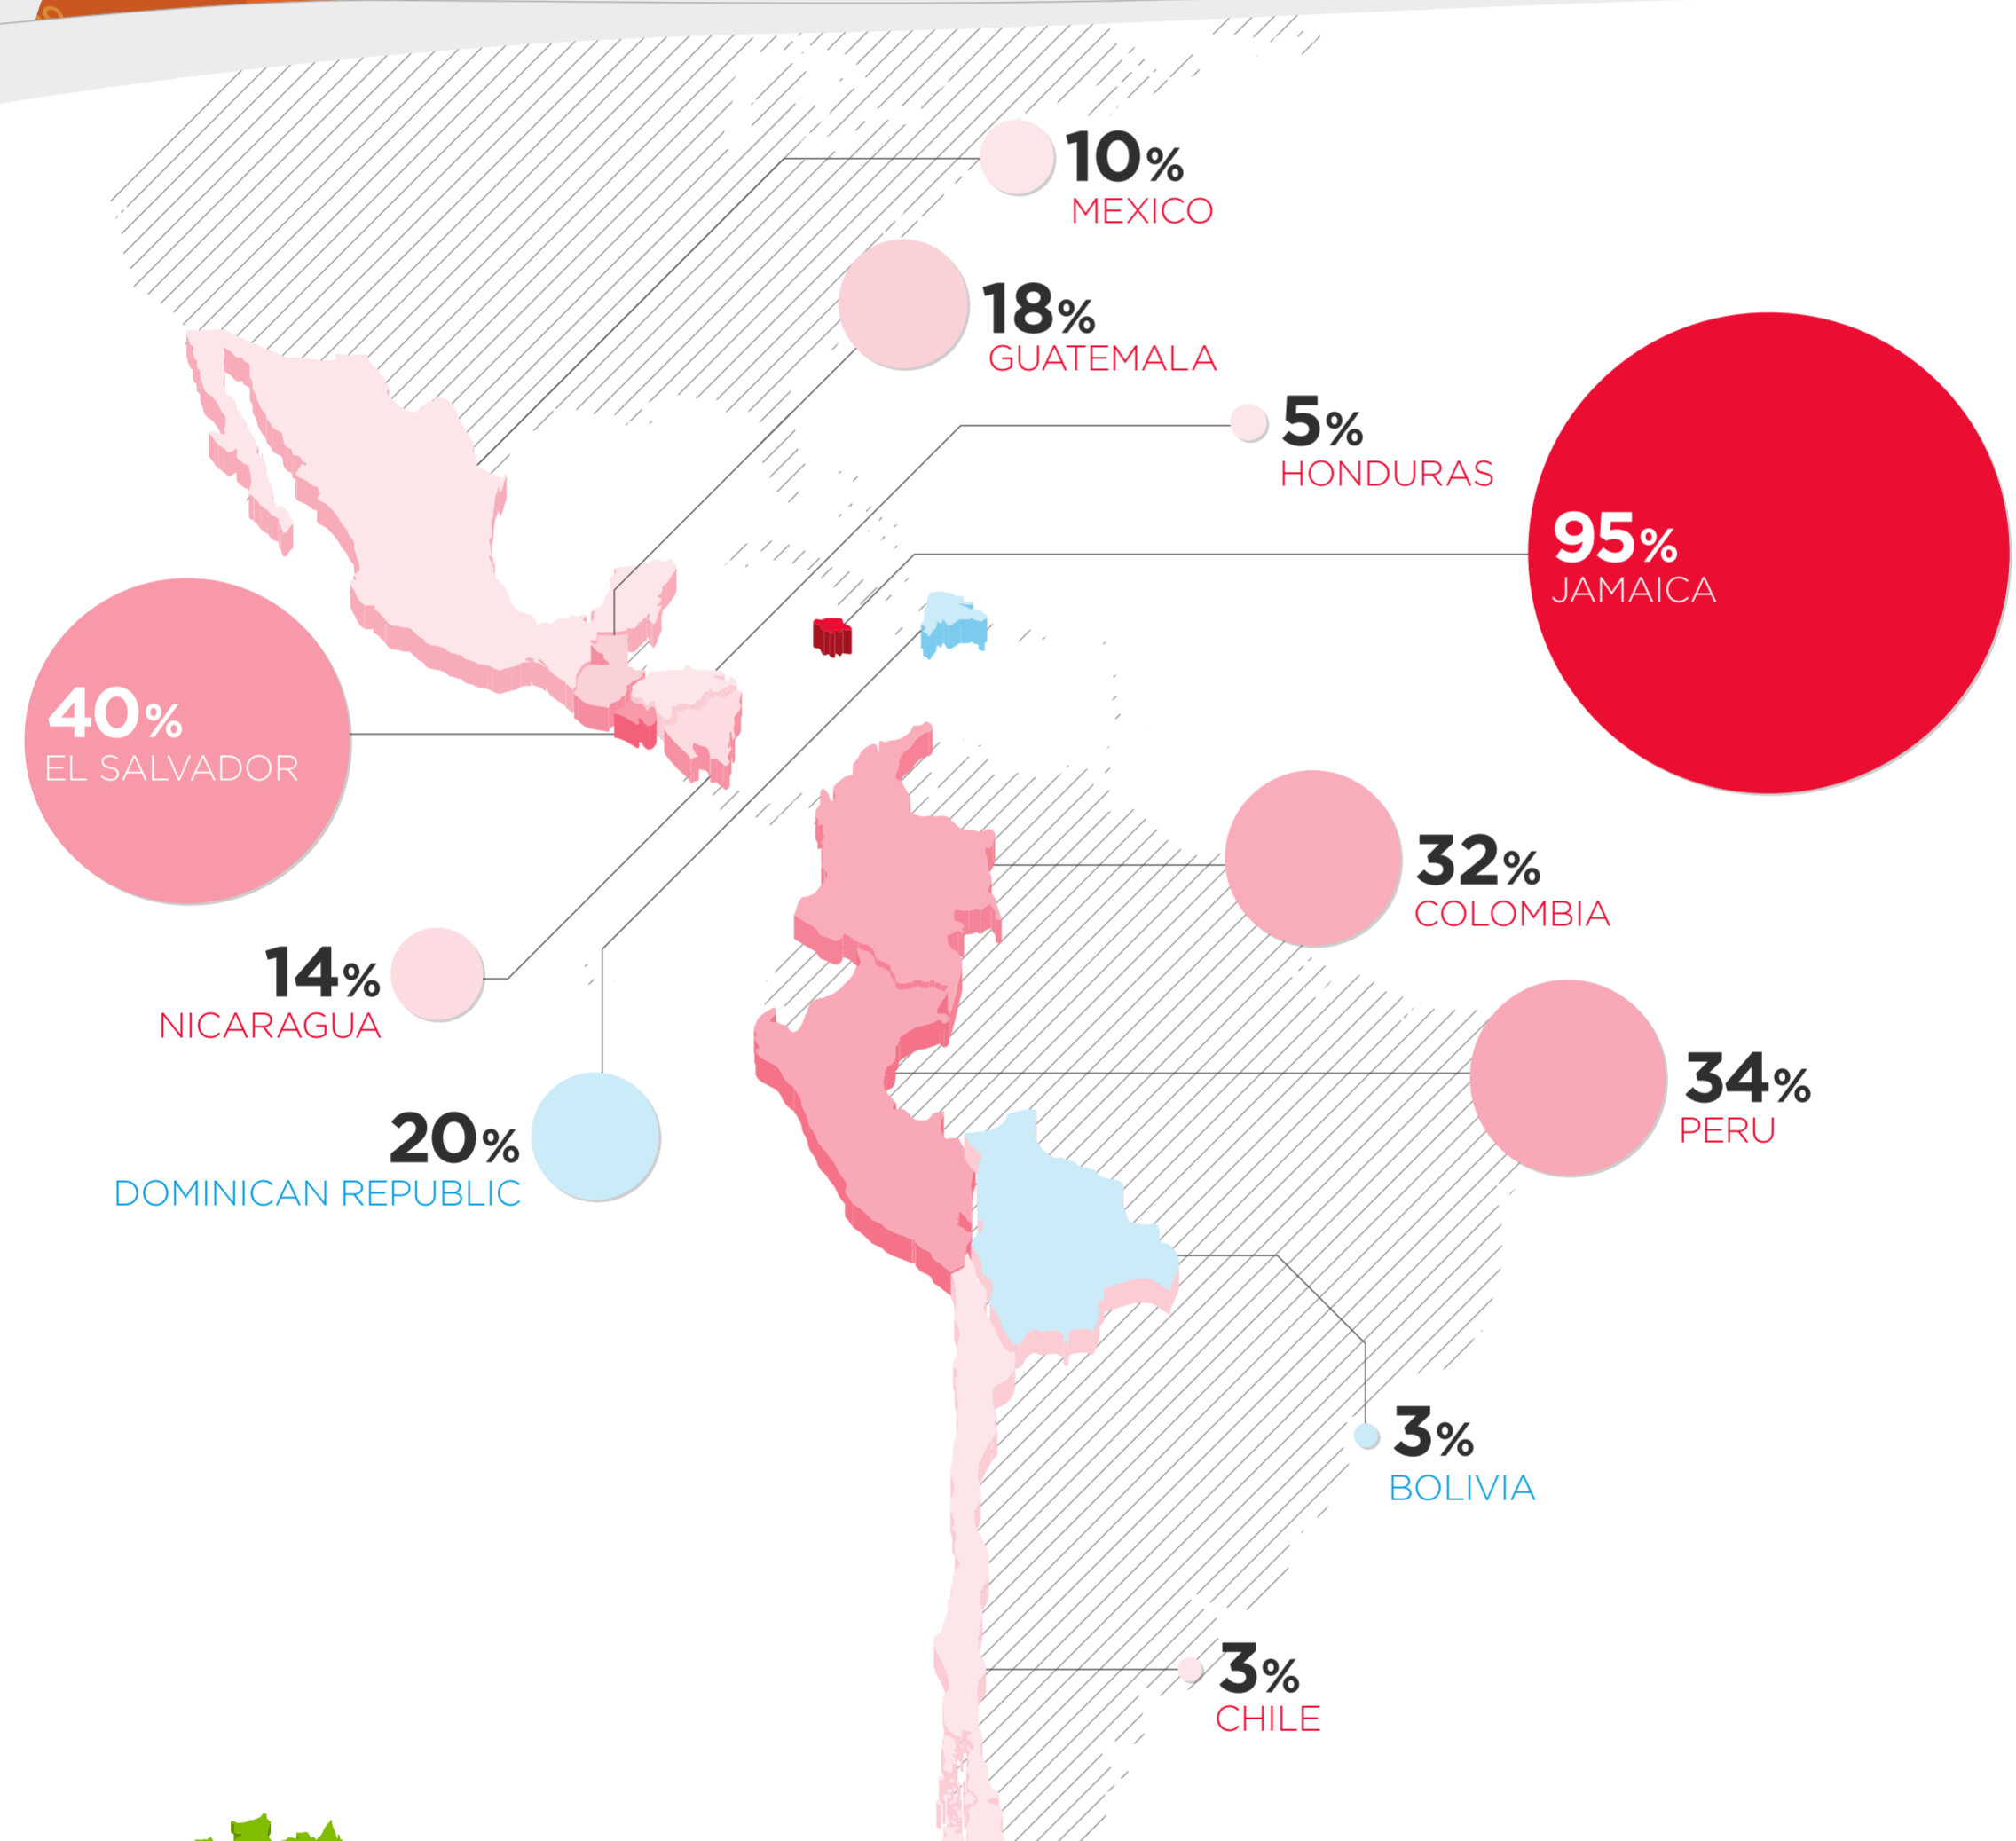 10%
MEXICO
18%
GUATEMALA
5%
HONDURAS
95%
JAMAICA
40%
EL SALVADOR
32%
COLOMBIA
14%
NICARAGUA
34%
PERU
20%
DOMINICAN REPUBLIC
3%
BOLIVIA
3%
CHILE